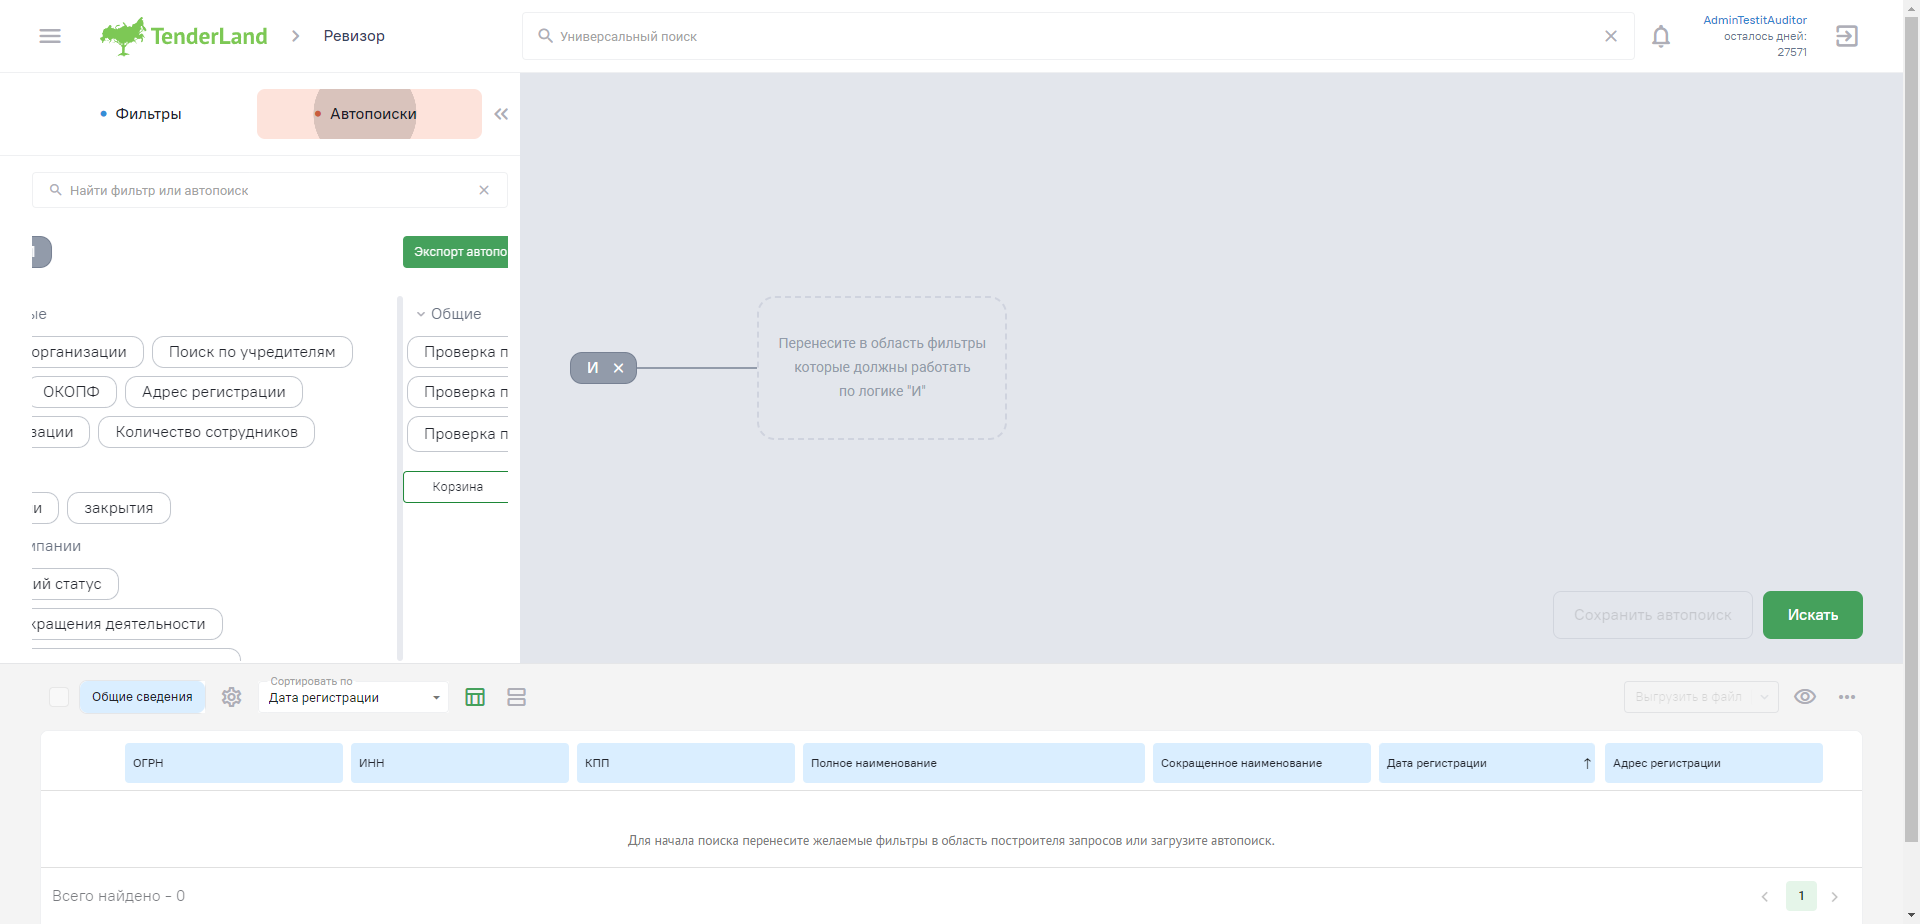 TenderLand
Ревизор
Универсальный поиск
AdminTestitAuditor
осталось дней:
27571
Фильтры
Автопоиски
Найти фильтр или автопоиск
Экспорт автопо
ые
Общие
организации
Поиск по учредителям
Проверка п
ОКОПФ
Адрес регистрации
Проверка п
зации
Количество сотрудников
Проверка п
Корзина
и
закрытия
мпании
ий статус
кращения деятельности
И
Перенесите в область фильтры
которые должны работать
по логике "И"
Сохранить автопоиск
Искать
Общие сведения
Сортировать по
Дата регистрации
Выгрузить в файл
ОГРН
ИНН
КПП
Полное наименование
Сокращенное наименование
Дата регистрации
Адрес регистрации
Для начала поиска перенесите желаемые фильтры в область построителя запросов или загрузите автопоиск.
Всего найдено - 0
1